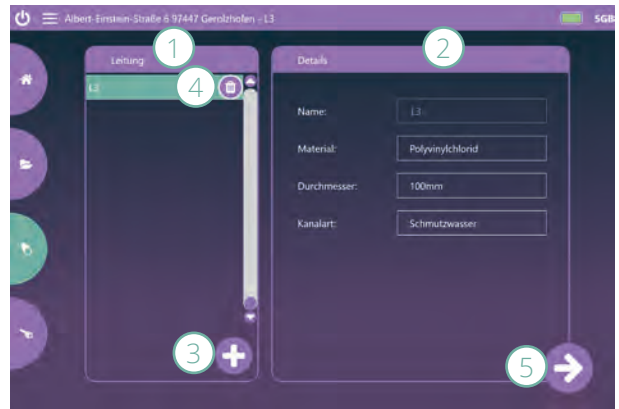 Albert-Einstein-Straße 6 97447 Gerolzhofen - L3 SGB
1
Leitung
2
Details
L3
4
Name: L3
Material: Polyvinylchlorid
Durchmesser: 100mm
Kanalart: Schmutzwasser
3
5